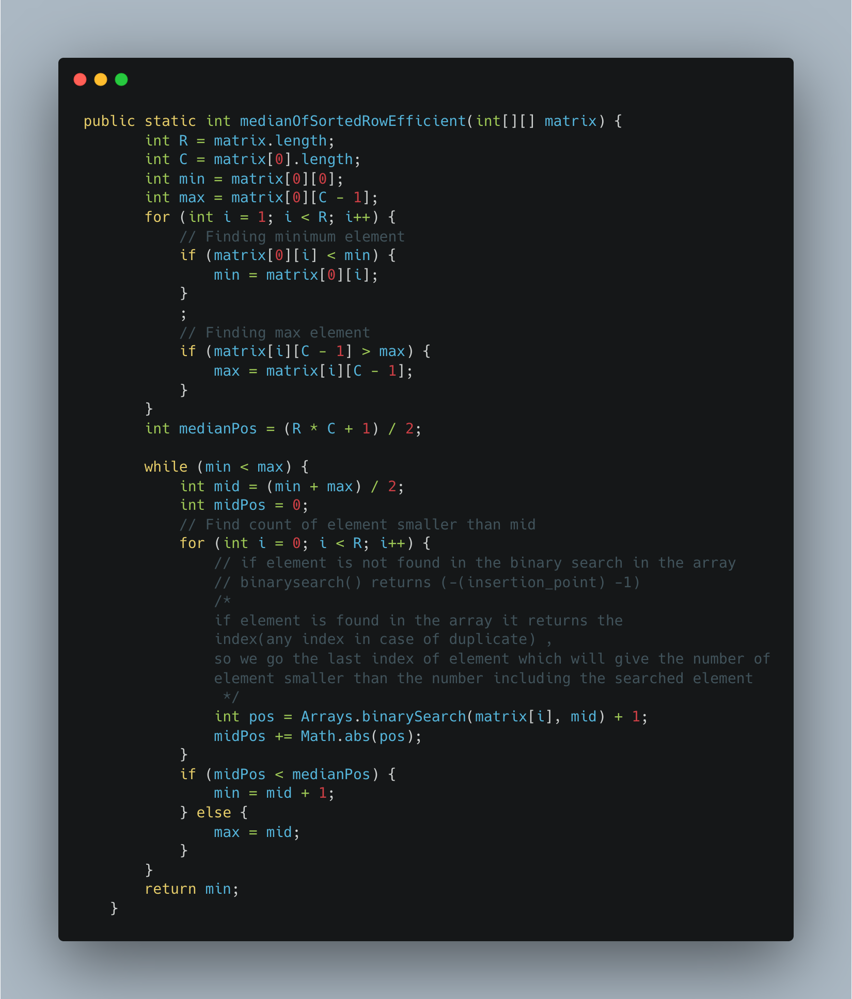 public static int medianOfSortedRowEfficient(int[][] matrix) {
       int R = matrix.length;
       int C = matrix[0].length;
       int min = matrix[0][0];
       int max = matrix[0][C - 1];
       for (int i = 1; i < R; i++) {
           // Finding minimum element
           if (matrix[0][i] < min) {
               min = matrix[0][i];
           }
           ;
           // Finding max element
           if (matrix[i][C - 1] > max) {
               max = matrix[i][C - 1];
           }
       }
       int medianPos = (R * C + 1) / 2;

       while (min < max) {
           int mid = (min + max) / 2;
           int midPos = 0;
           // Find count of element smaller than mid
           for (int i = 0; i < R; i++) {
               // if element is not found in the binary search in the array
               // binarysearch() returns (-(insertion_point) -1)
               /*
               if element is found in the array it returns the
               index(any index in case of duplicate) ,
               so we go the last index of element which will give the number of
               element smaller than the number including the searched element
                */
               int pos = Arrays.binarySearch(matrix[i], mid) + 1;
               midPos += Math.abs(pos);
           }
           if (midPos < medianPos) {
               min = mid + 1;
           } else {
               max = mid;
           }
       }
       return min;
   }